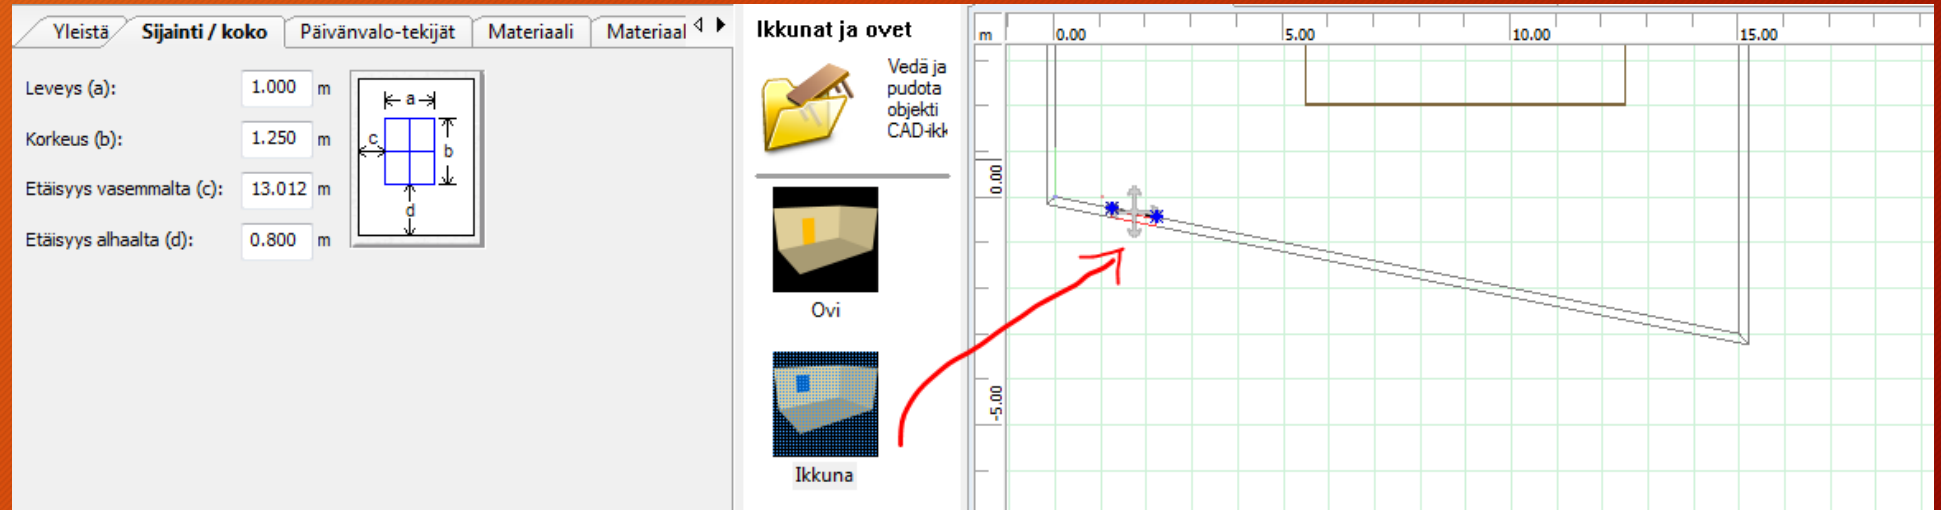 Yleistä Sijainti / koko Päivänvalo-tekijät Materiaali Materiaal
Leveys (a): 1.000 m
Korkeus (b): 1.250 m
Etäisyys vasemmalta (c): 13.012 m
Etäisyys alhaalta (d): 0.800 m
a
c
b
d
Ikkunat ja ovet
Vedä ja
pudota
objekti
CAD-ikk
Ovi
Ikkuna
m 0.00 5.00 10.00 15.00
0.00
-5.00